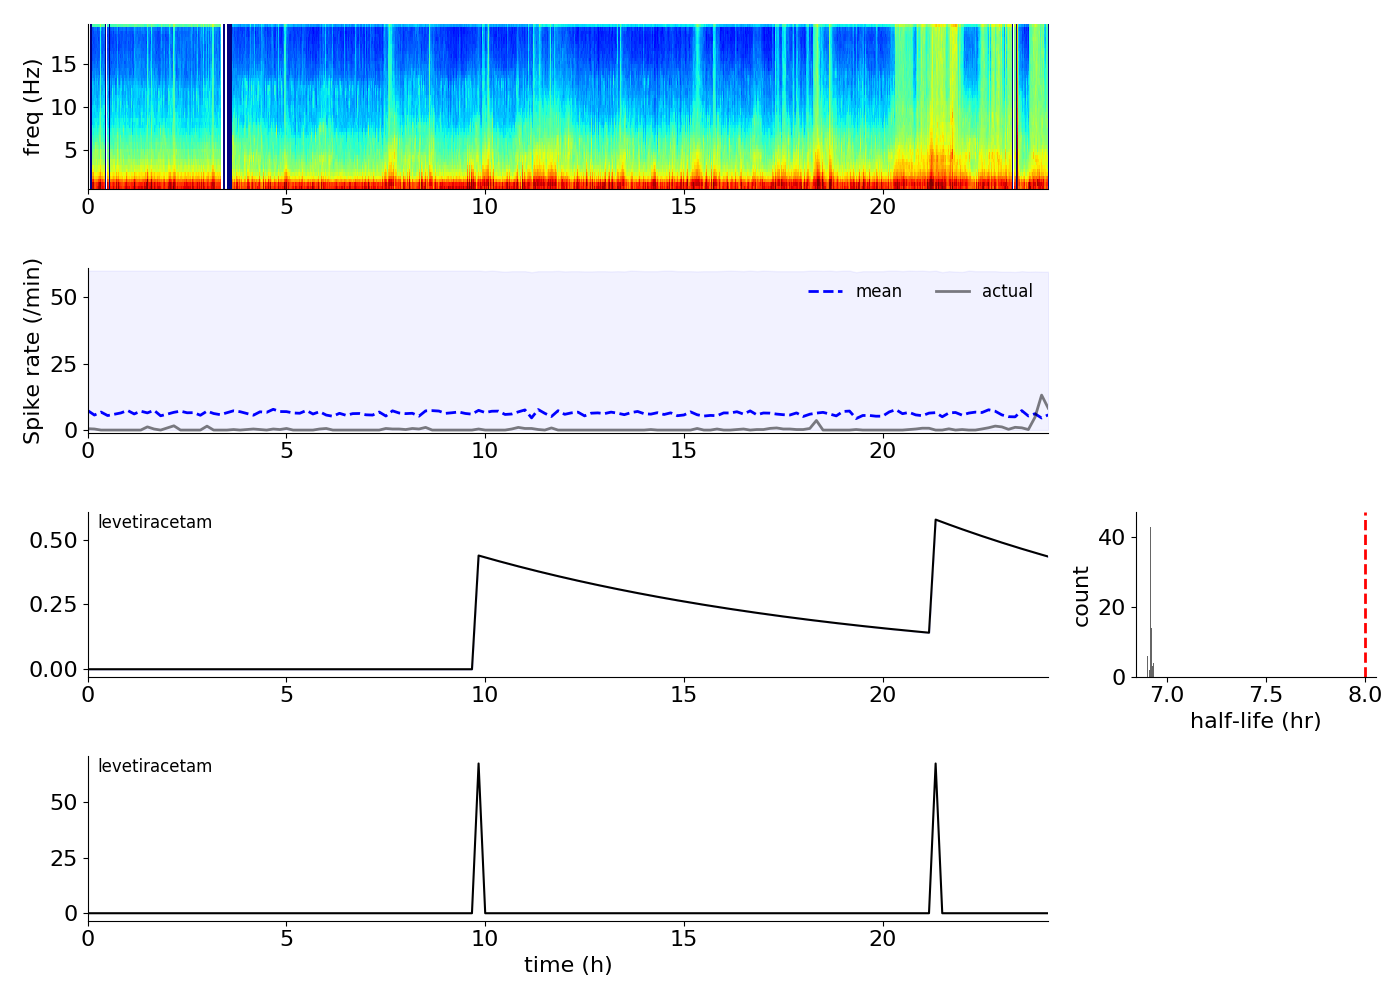 freq (Hz)
15
10
5
0 5 10 15 20
Spike rate (/min)
50
25
0
mean actual
0 5 10 15 20
levetiracetam
0.50
0.25
0.00
0 5 10 15 20
count
40
20
0
7.0 7.5 8.0
half-life (hr)
levetiracetam
50
25
0
0 5 10 15 20
time (h)